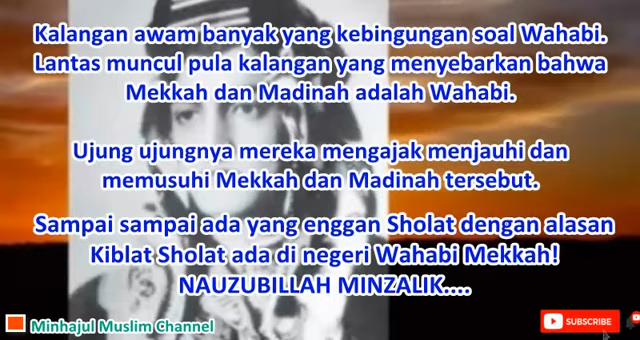 Kalangan awam banyak yang kebingungan soal Wahabi.
Lantas muncul pula kalangan yang menyebarkan bahwa
Mekkah dan Madinah adalah Wahabi.
Ujung ujungnya mereka mengajak menjauhi dan
memusuhi Mekkah dan Madinah tersebut.
Sampai sampai ada yang enggan Sholat dengan alasan
Kiblat Sholat ada di negeri Wahabi Mekkah!
NAUZUBILLAH MINZALIK....
Minhajul Muslim Channel
SUBSCRIBE